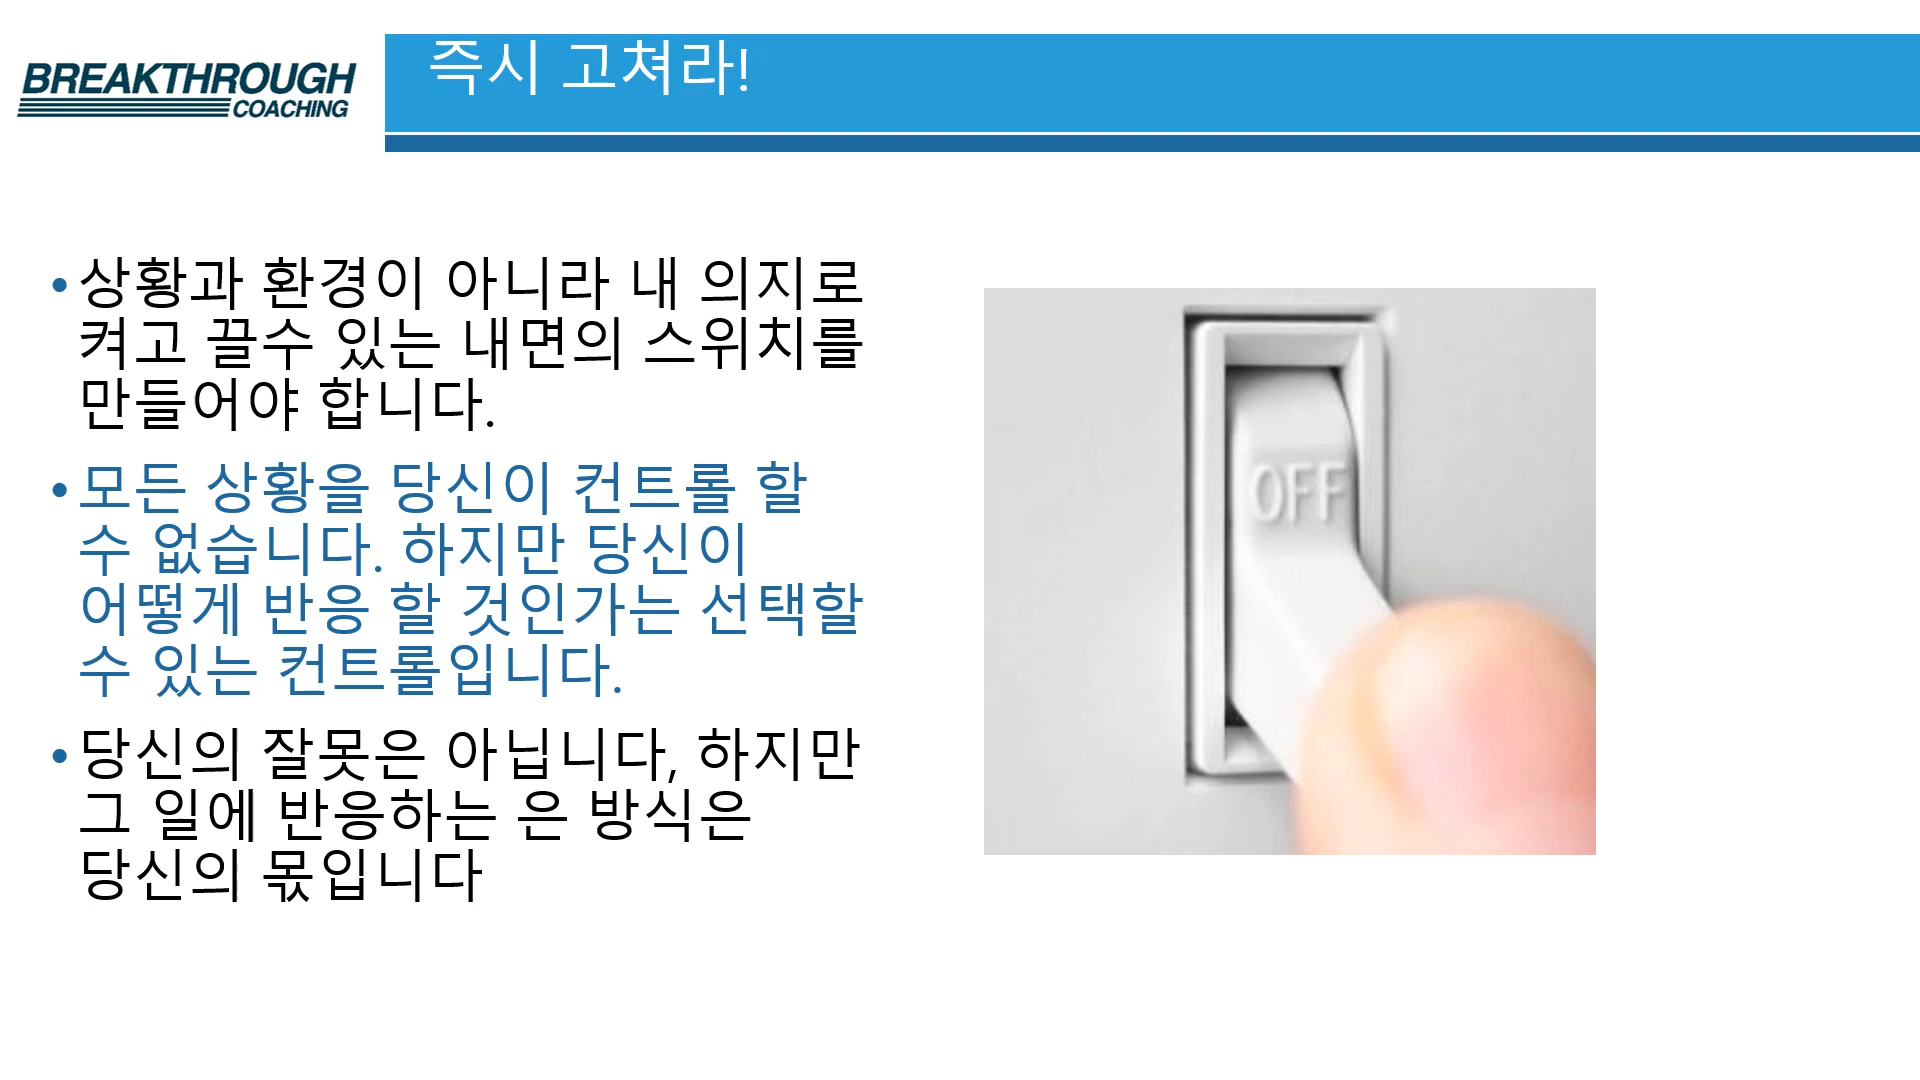 BREAKTHROUGH
COACHING
즉시 고쳐라!
•상황과 환경이 아니라 내 의지로
켜고 끌수 있는 내면의 스위치를
만들어야 합니다.
•모든 상황을 당신이 컨트롤 할
수 없습니다. 하지만 당신이
어떻게 반응 할 것인가는 선택할
수 있는 컨트롤입니다.
•당신의 잘못은 아닙니다, 하지만
그 일에 반응하는 은 방식은
당신의 몫입니다
OFF